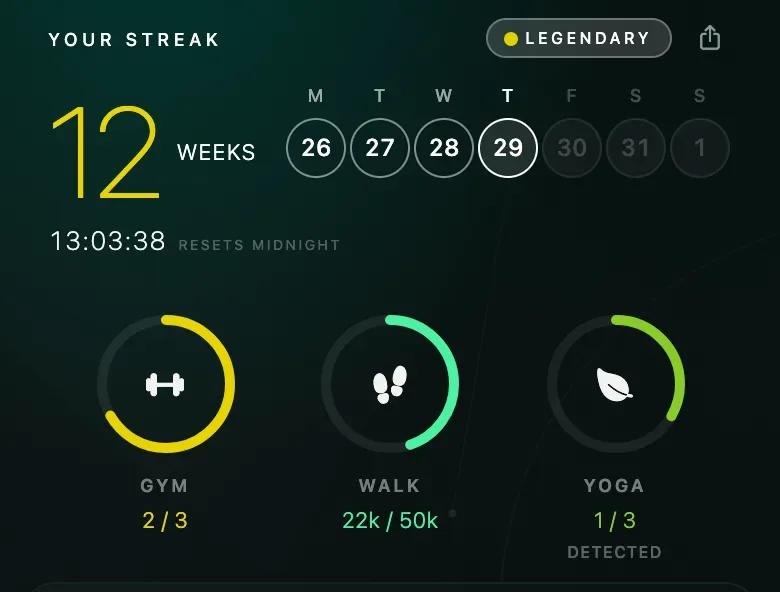 YOUR STREAK
LEGENDARY
12 WEEKS
M T W T F S S
26 27 28 29 30 31 1
13:03:38 RESETS MIDNIGHT
GYM
2 / 3
WALK
22k / 50k
YOGA
1 / 3
DETECTED